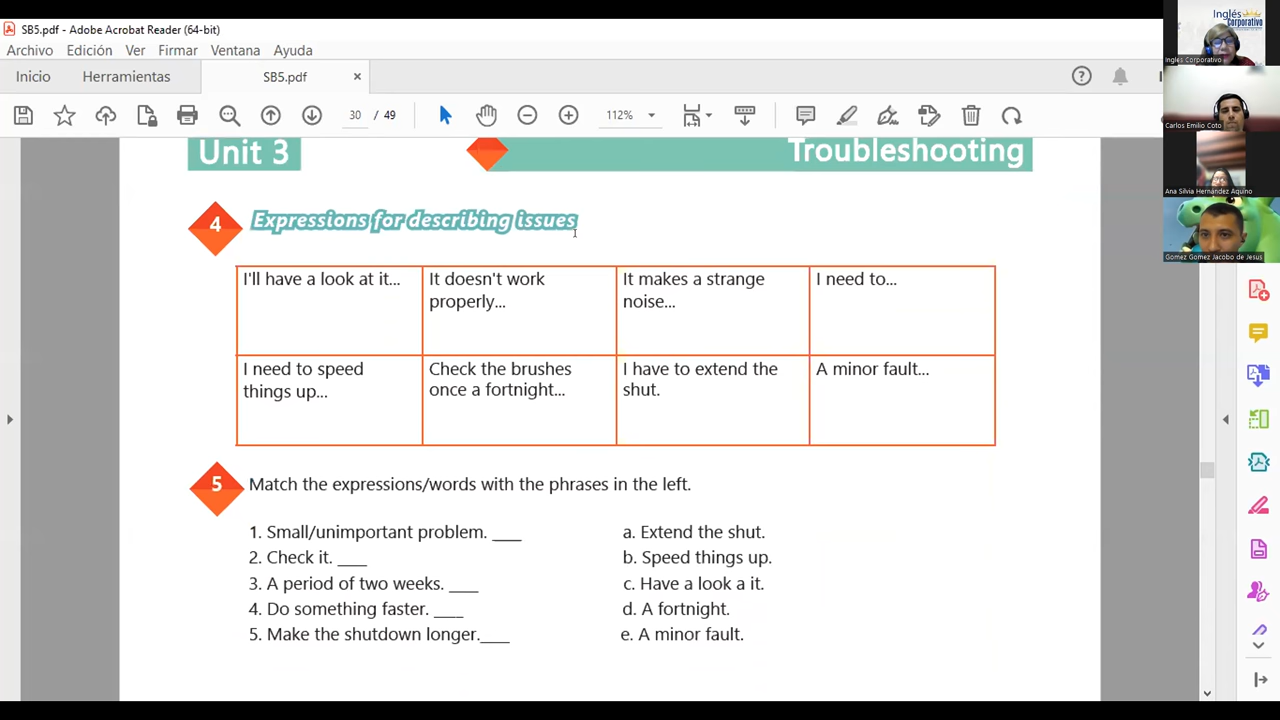 SB5.pdf - Adobe Acrobat Reader (64-bit)
Archivo Edición Ver Firmar Ventana Ayuda
Inicio Herramientas SB5.pdf ×
30 / 49 112%
Unit 3 Troubleshooting
4 Expressions for describing issues
I'll have a look at it...
It doesn't work
properly...
It makes a strange
noise...
I need to...
I need to speed
things up...
Check the brushes
once a fortnight...
I have to extend the
shut.
A minor fault...
5 Match the expressions/words with the phrases in the left.
1. Small/unimportant problem. ____
2. Check it. ____
3. A period of two weeks. ____
4. Do something faster. ____
5. Make the shutdown longer.____
a. Extend the shut.
b. Speed things up.
c. Have a look a it.
d. A fortnight.
e. A minor fault.
Inglés
Corporativo
Inglés Corporativo
Carlos Emilio Coto
Ana Silvia Hernández Aquino
Gomez Gomez Jacobo de Jesus